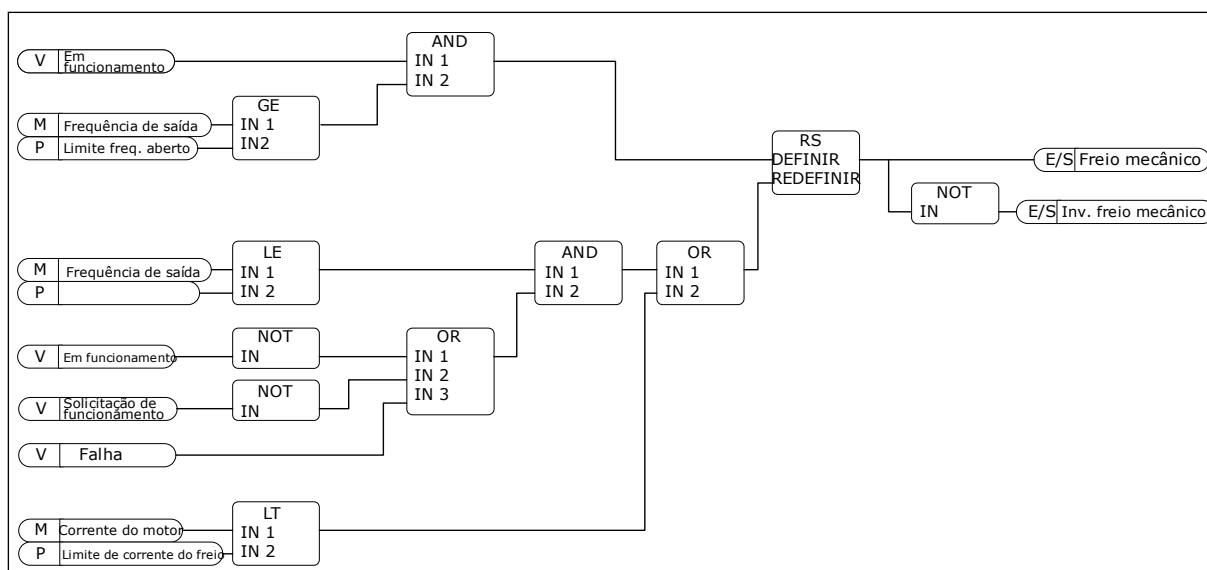 AND
V Em
funcionamento
IN 1
IN 2
GE
M Frequência de saída
IN 1
P Limite freq. aberto
IN2
RS
DEFINIR
REDEFINIR
E/S Freio mecânico
NOT
IN
E/S Inv. freio mecânico
LE
M Frequência de saída
IN 1
P
IN 2
AND
IN 1
IN 2
OR
IN 1
IN 2
NOT
V Em funcionamento
IN
OR
IN 1
IN 2
IN 3
NOT
V Solicitação de
funcionamento
IN
V Falha
LT
M Corrente do motor
IN 1
P Limite de corrente do freio
IN 2